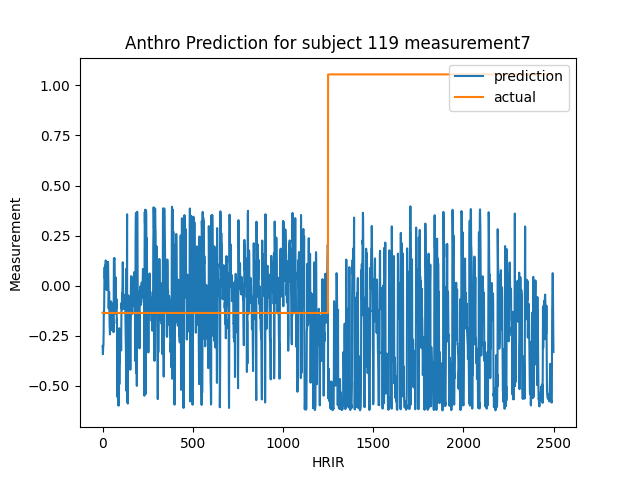 Anthro Prediction for subject 119 measurement7
prediction
actual
1.00
0.75
0.50
0.25
0.00
−0.25
−0.50
Measurement
0
500
1000
1500
2000
2500
HRIR